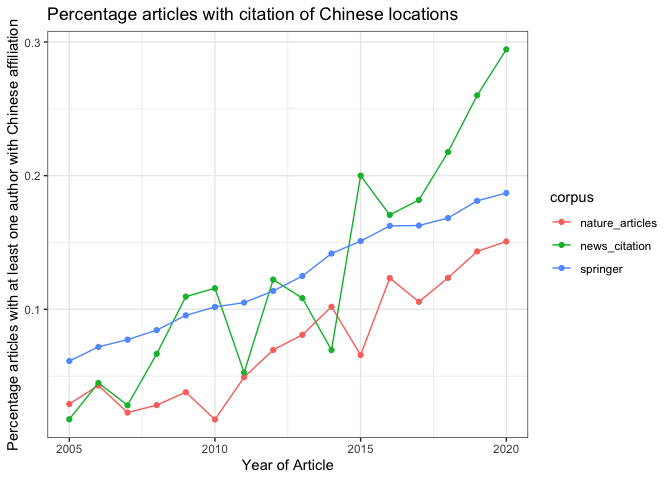 Percentage articles with citation of Chinese locations
Percentage articles with at least one author with Chinese affiliation
0.3
0.2
0.1
2005
2010
2015
2020
Year of Article
corpus
nature_articles
news_citation
springer